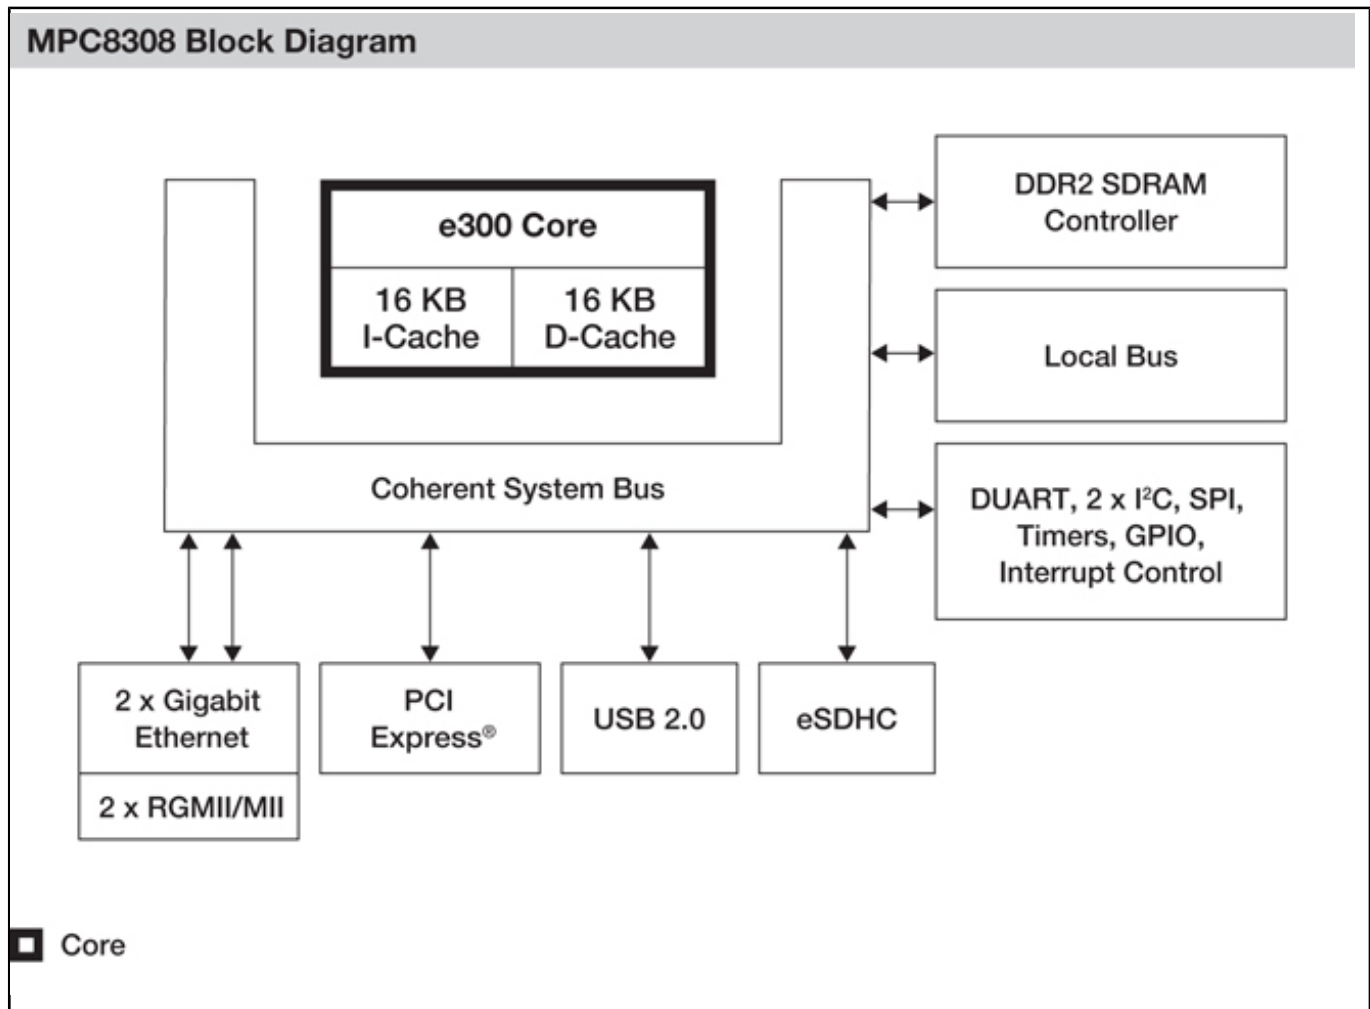 MPC8308 Block Diagram
e300 Core
16 KB
I-Cache
16 KB
D-Cache
Coherent System Bus
DDR2 SDRAM
Controller
Local Bus
DUART, 2 x I²C, SPI,
Timers, GPIO,
Interrupt Control
2 x Gigabit
Ethernet
2 x RGMII/MII
PCI
Express®
USB 2.0
eSDHC
Core